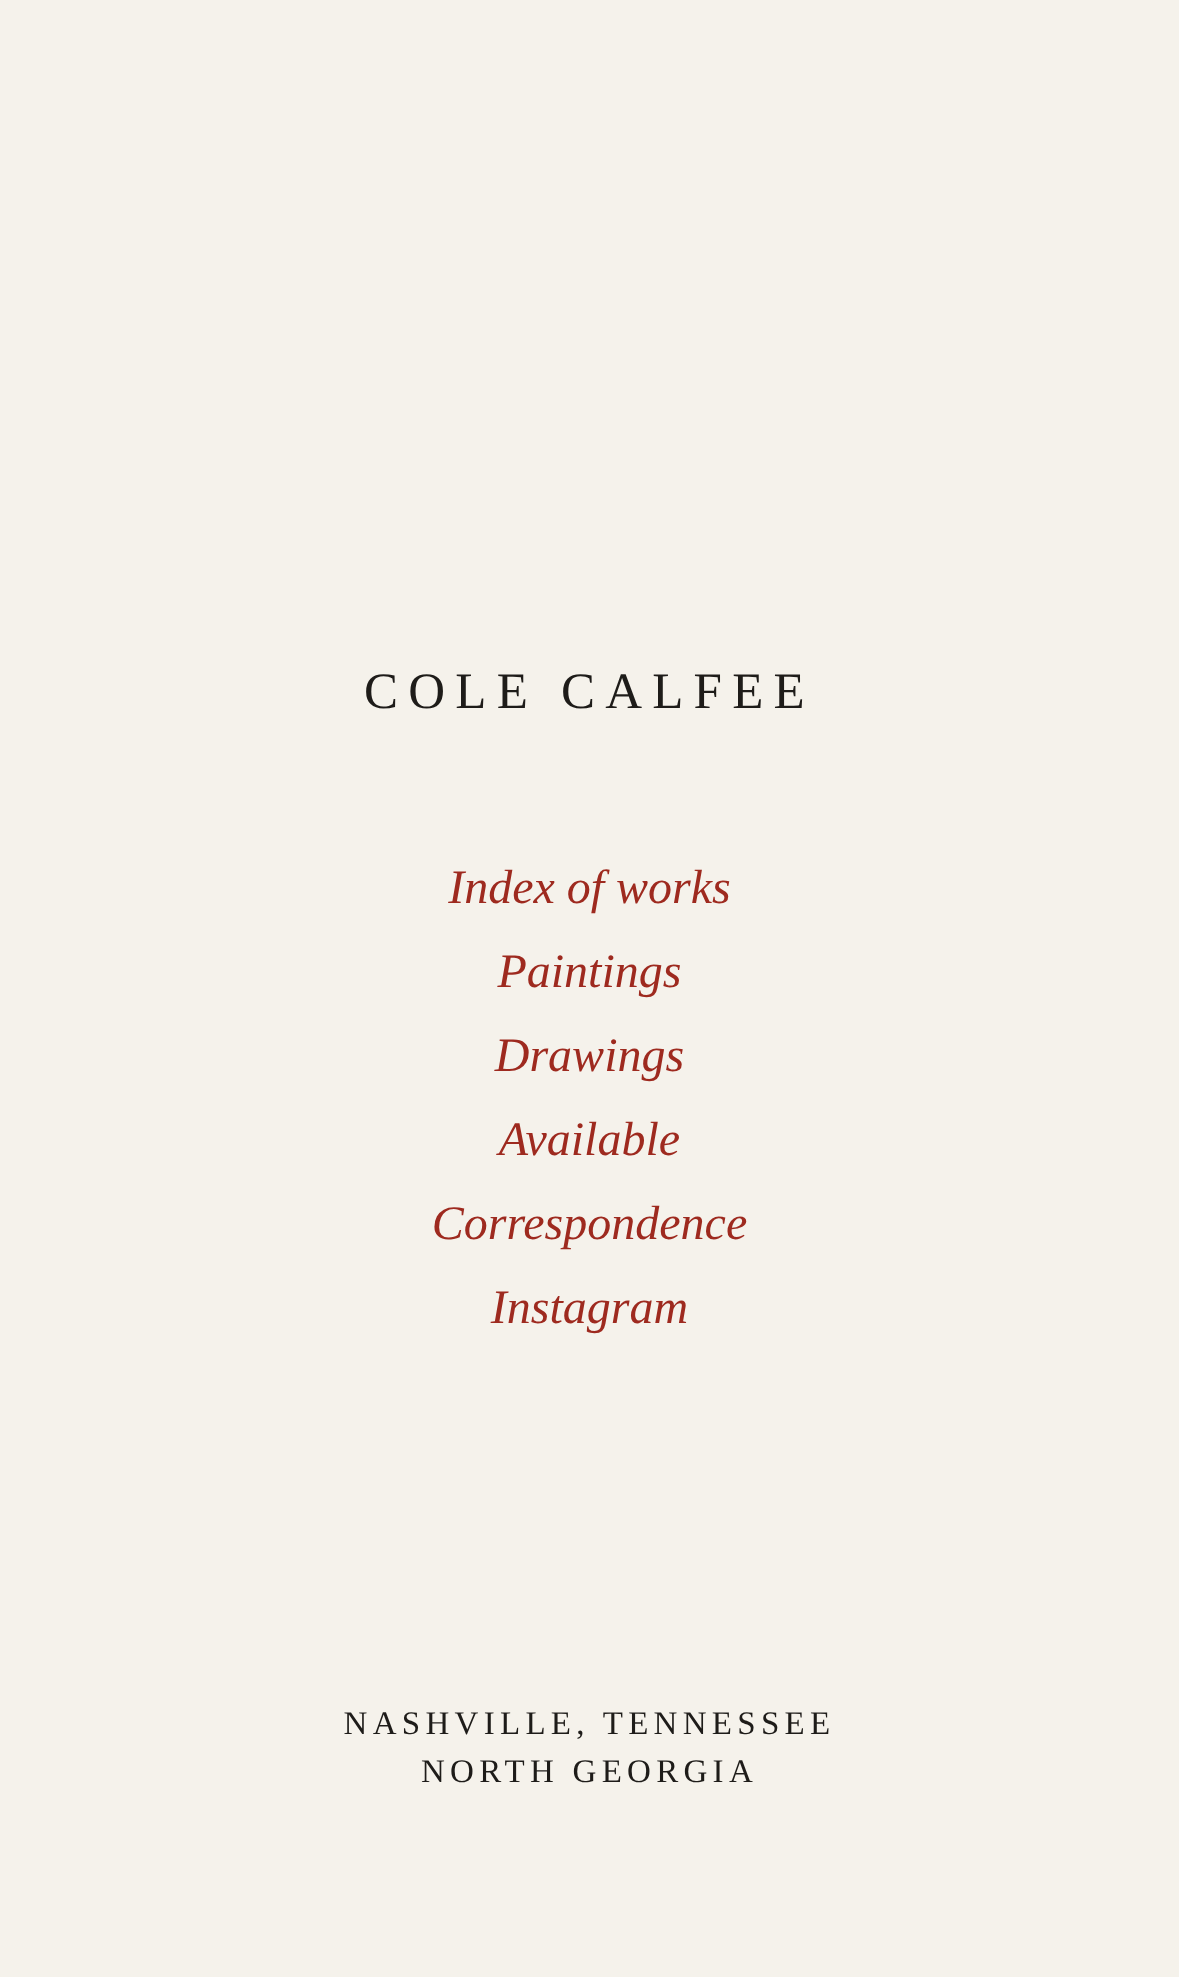 COLE CALFEE
Index of works
Paintings
Drawings
Available
Correspondence
Instagram
NASHVILLE, TENNESSEE
NORTH GEORGIA